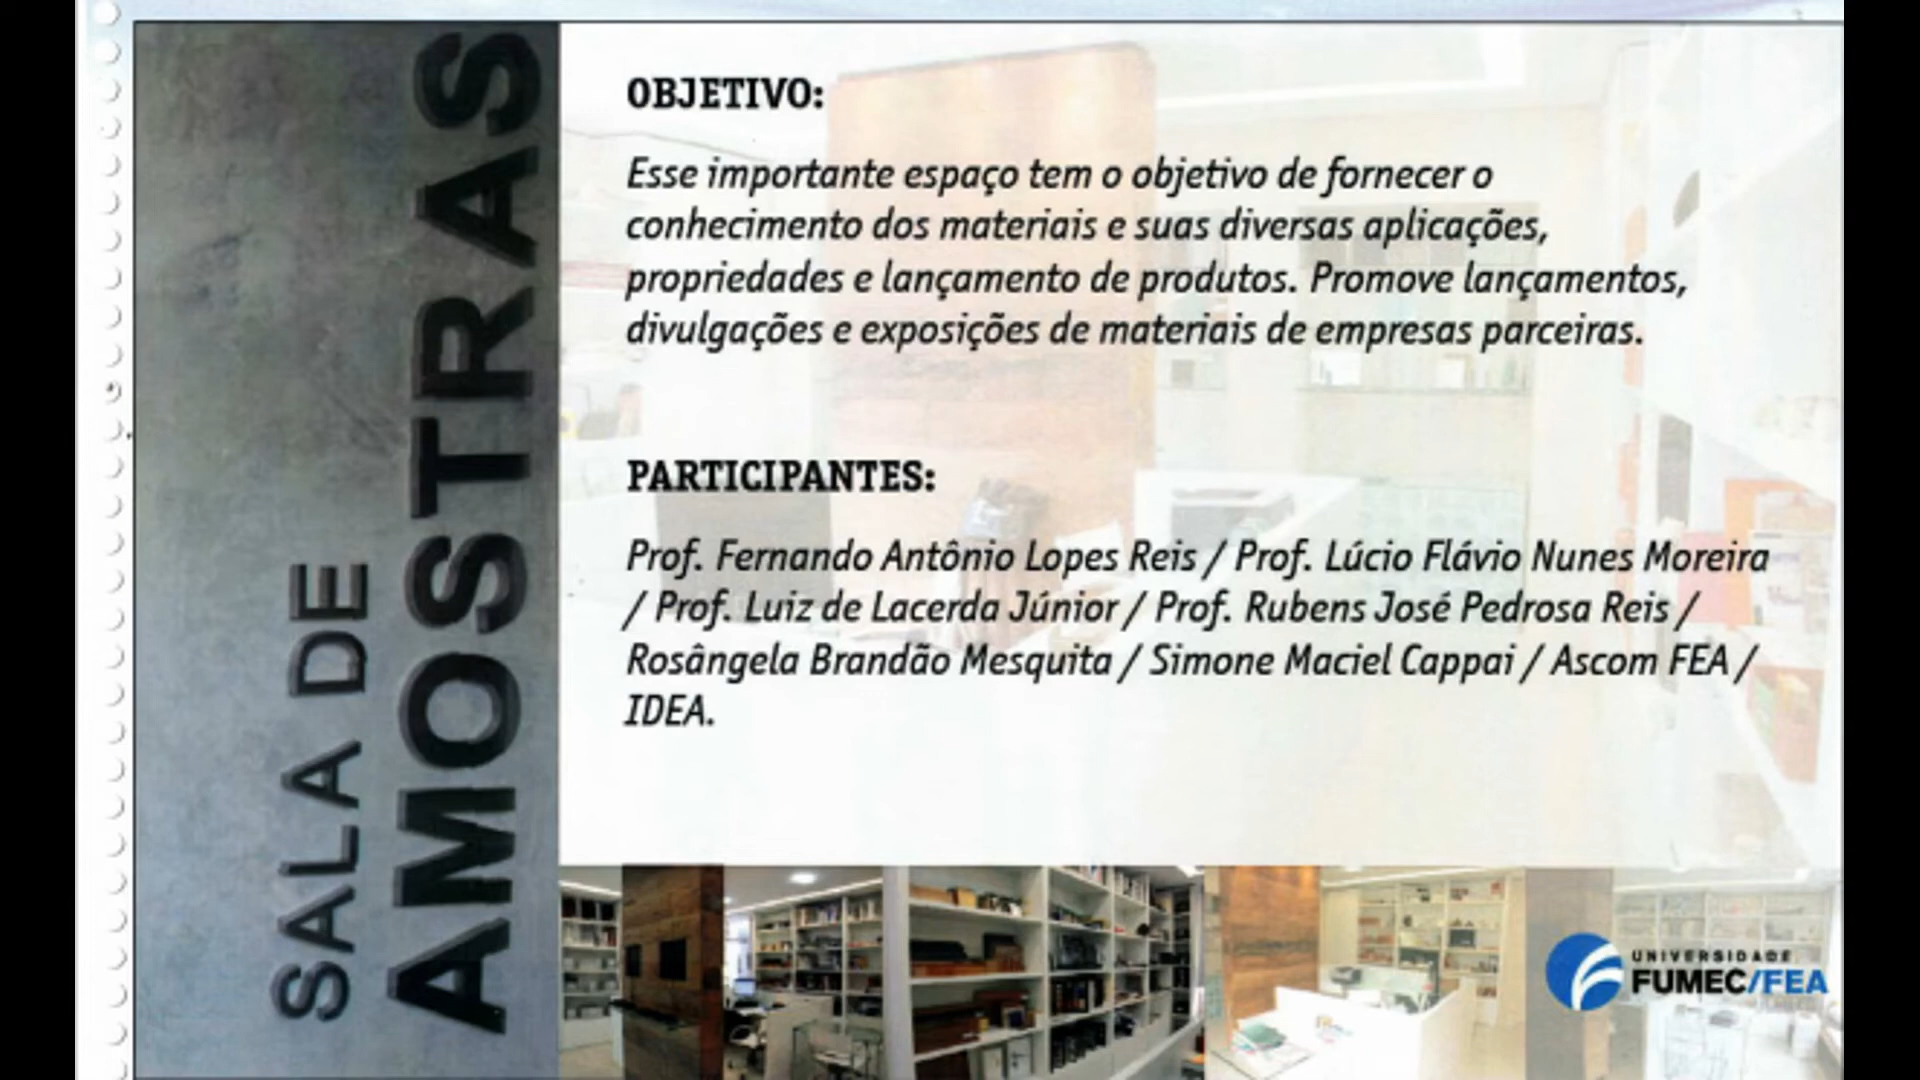 SALA DE
AMOSTRAS
OBJETIVO:
Esse importante espaço tem o objetivo de fornecer o
conhecimento dos materiais e suas diversas aplicações,
propriedades e lançamento de produtos. Promove lançamentos,
divulgações e exposições de materiais de empresas parceiras.
PARTICIPANTES:
Prof. Fernando Antônio Lopes Reis / Prof. Lúcio Flávio Nunes Moreira
/ Prof. Luiz de Lacerda Júnior / Prof. Rubens José Pedrosa Reis /
Rosângela Brandão Mesquita / Simone Maciel Cappai / Ascom FEA /
IDEA.
UNIVERSIDADE
FUMEC/FEA